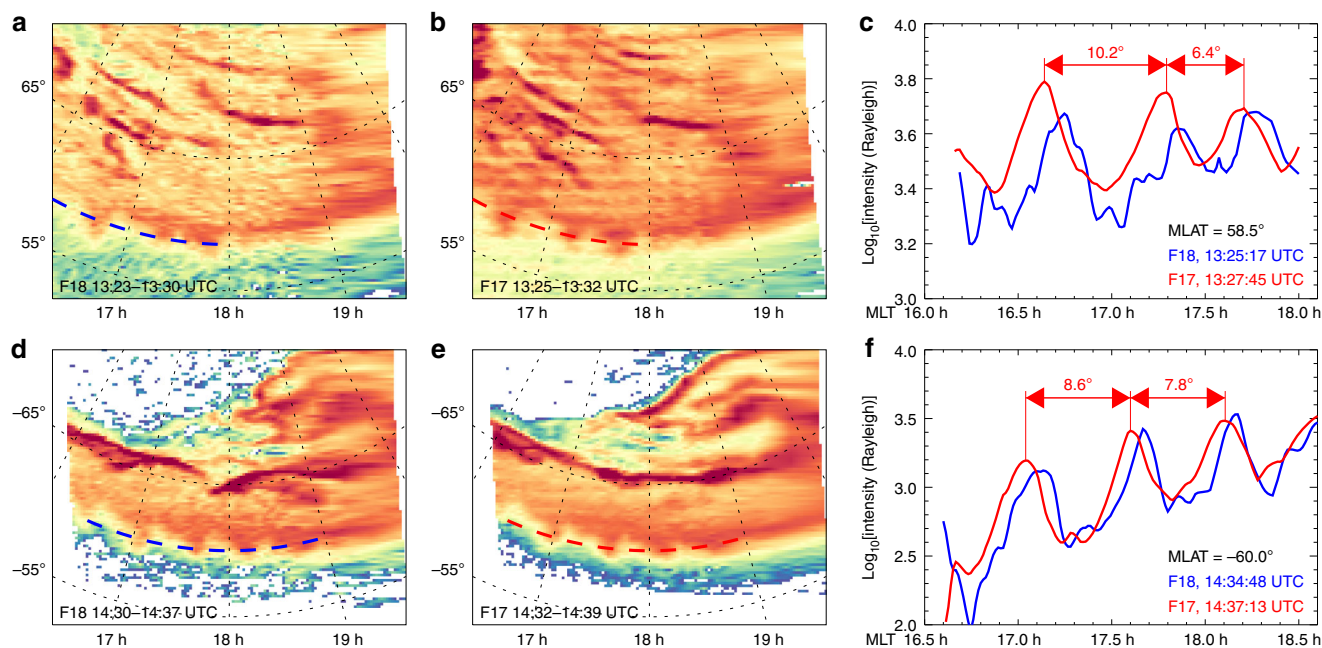 a
65°
55°
F18 13:23–13:30 UTC
17 h 18 h 19 h
b
F17 13:25–13:32 UTC
17 h 18 h 19 h
c
Log10[intensity (Rayleigh)]
4.0
3.8
3.6
3.4
3.2
3.0
10.2° 6.4°
MLAT = 58.5°
F18, 13:25:17 UTC
F17, 13:27:45 UTC
MLT 16.0 h 16.5 h 17.0 h 17.5 h 18.0 h
d
–65°
–55°
F18 14:30–14:37 UTC
17 h 18 h 19 h
e
F17 14:32–14:39 UTC
17 h 18 h 19 h
f
Log10[intensity (Rayleigh)]
4.0
3.5
3.0
2.5
2.0
8.6° 7.8°
MLAT = –60.0°
F18, 14:34:48 UTC
F17, 14:37:13 UTC
MLT 16.5 h 17.0 h 17.5 h 18.0 h 18.5 h